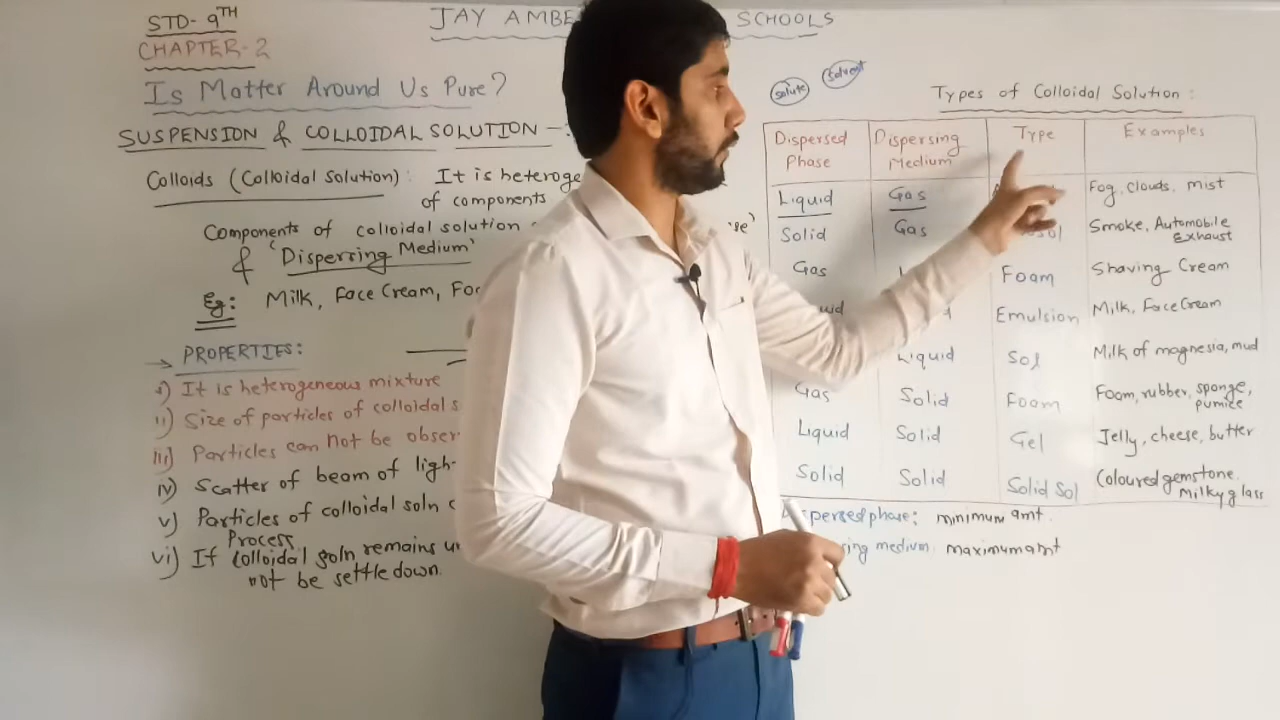 STD- 9TH
JAY AMBE SCHOOLS
CHAPTER-2
Is Matter Around Us Pure?
SUSPENSION & COLLOIDAL SOLUTION -:
Colloids (Colloidal Solution): It is heteroge
of components
Components of colloidal solution
& 'Dispersing Medium'
Eg: Milk, Face Cream,
→ PROPERTIES:
i) It is heterogeneous mixture
ii) Size of particles of colloidal s
iii) Particles can not be obser
iv) Scatter of beam of ligh
v) Particles of colloidal soln
Process
vi) If colloidal soln remains
not be settle down.
Solute Solvent
Types of Colloidal Solution:
Dispersed Phase Dispersing Medium Type Examples
Liquid Gas Fog, clouds, mist
Solid Gas Smoke, Automobile Exhaust
Gas Foam Shaving Cream
Emulsion Milk, Face Cream
Liquid Sol Milk of magnesia, mud
Gas Solid Foam, rubber, sponge, pumice
Liquid Solid Gel Jelly, cheese, butter
Solid Solid Solid Sol Coloured gemstone, Milky glass
spersed phase: minimum amt.
sing medium: maximum amt